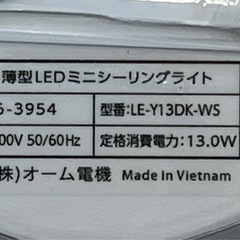 薄型LEDミニシーリングライト
6-3954 型番:LE-Y13DK-WS
00V 50/60Hz 定格消費電力:13.0W
株)オーム電機 Made in Vietnam